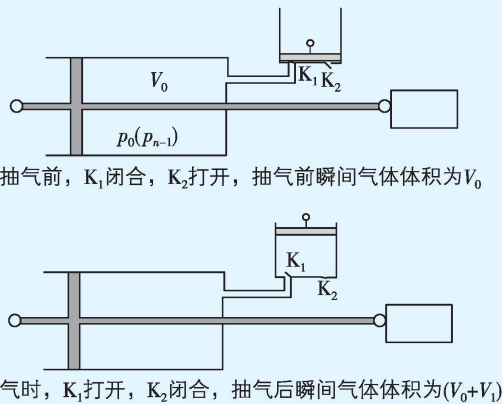 V₀
K₁ K₂
p₀(pₙ₋₁)
抽气前，K₁闭合，K₂打开，抽气前瞬间气体体积为V₀
K₁
K₂
气时，K₁打开，K₂闭合，抽气后瞬间气体体积为(V₀+V₁)